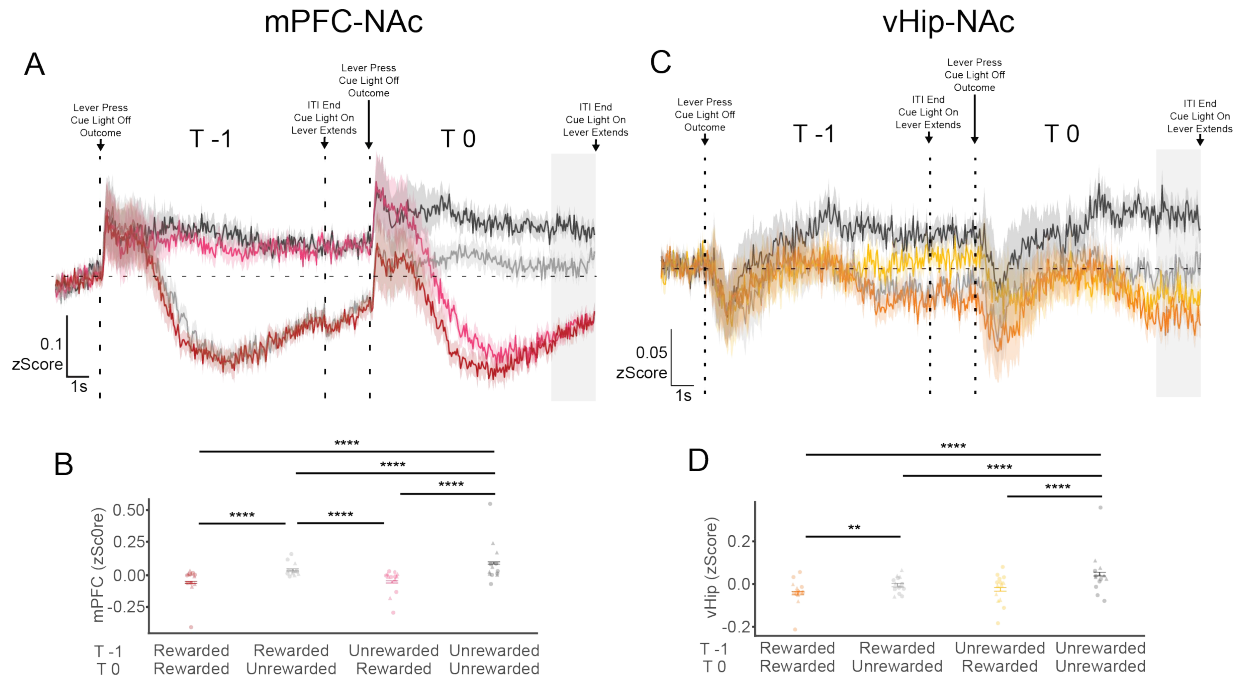 mPFC-NAc
vHip-NAc
A
Lever Press
Cue Light Off
Outcome
T -1
ITI End
Cue Light On
Lever Extends
Lever Press
Cue Light Off
Outcome
T 0
ITI End
Cue Light On
Lever Extends
0.1
zScore
1s
C
Lever Press
Cue Light Off
Outcome
T -1
ITI End
Cue Light On
Lever Extends
Lever Press
Cue Light Off
Outcome
T 0
ITI End
Cue Light On
Lever Extends
0.05
zScore
1s
B
****
****
****
****
****
mPFC (zSc0re)
0.50
0.25
0.00
-0.25
T -1 Rewarded Rewarded Unrewarded Unrewarded
T 0 Rewarded Unrewarded Rewarded Unrewarded
D
****
****
****
**
vHip (zScore)
0.2
0.0
-0.2
T -1 Rewarded Rewarded Unrewarded Unrewarded
T 0 Rewarded Unrewarded Rewarded Unrewarded